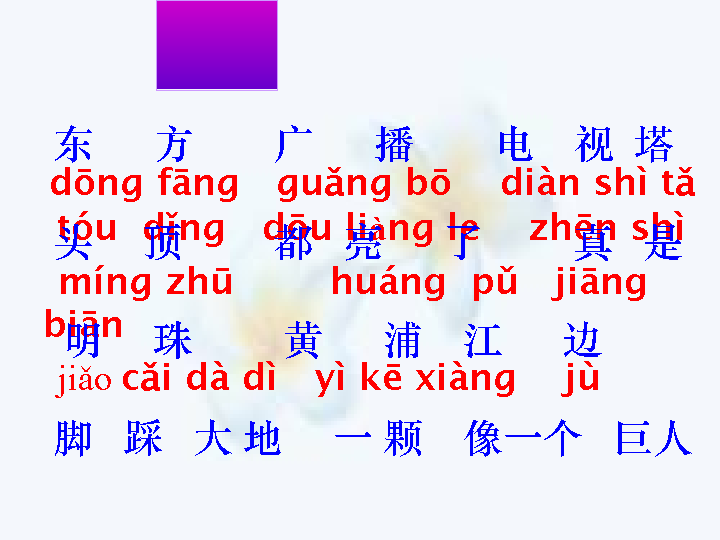 东 方 广 播 电 视 塔
dōng fāng guǎng bō diàn shì tǎ
tóu dǐng dōu liàng le zhēn shì
头 顶 都 亮 了 真 是
míng zhū huáng pǔ jiāng
biān
明 珠 黄 浦 江 边
jiǎo cǎi dà dì yì kē xiàng jù
脚 踩 大 地 一 颗 像一个 巨人